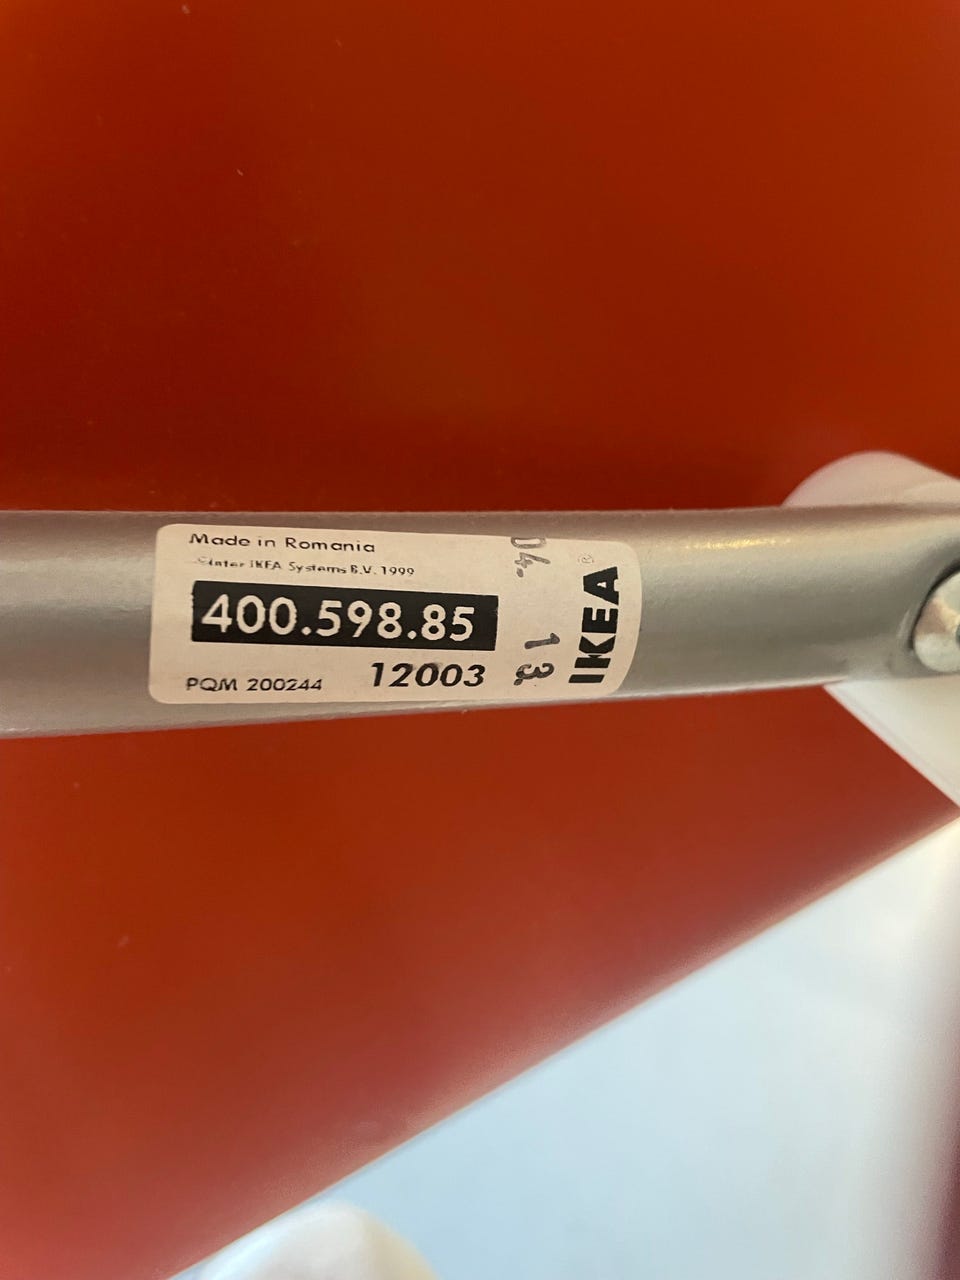 Made in Romania
©Inter IKEA Systems B.V. 1999
400.598.85
PQM 200244 12003
04. 13.
IKEA®